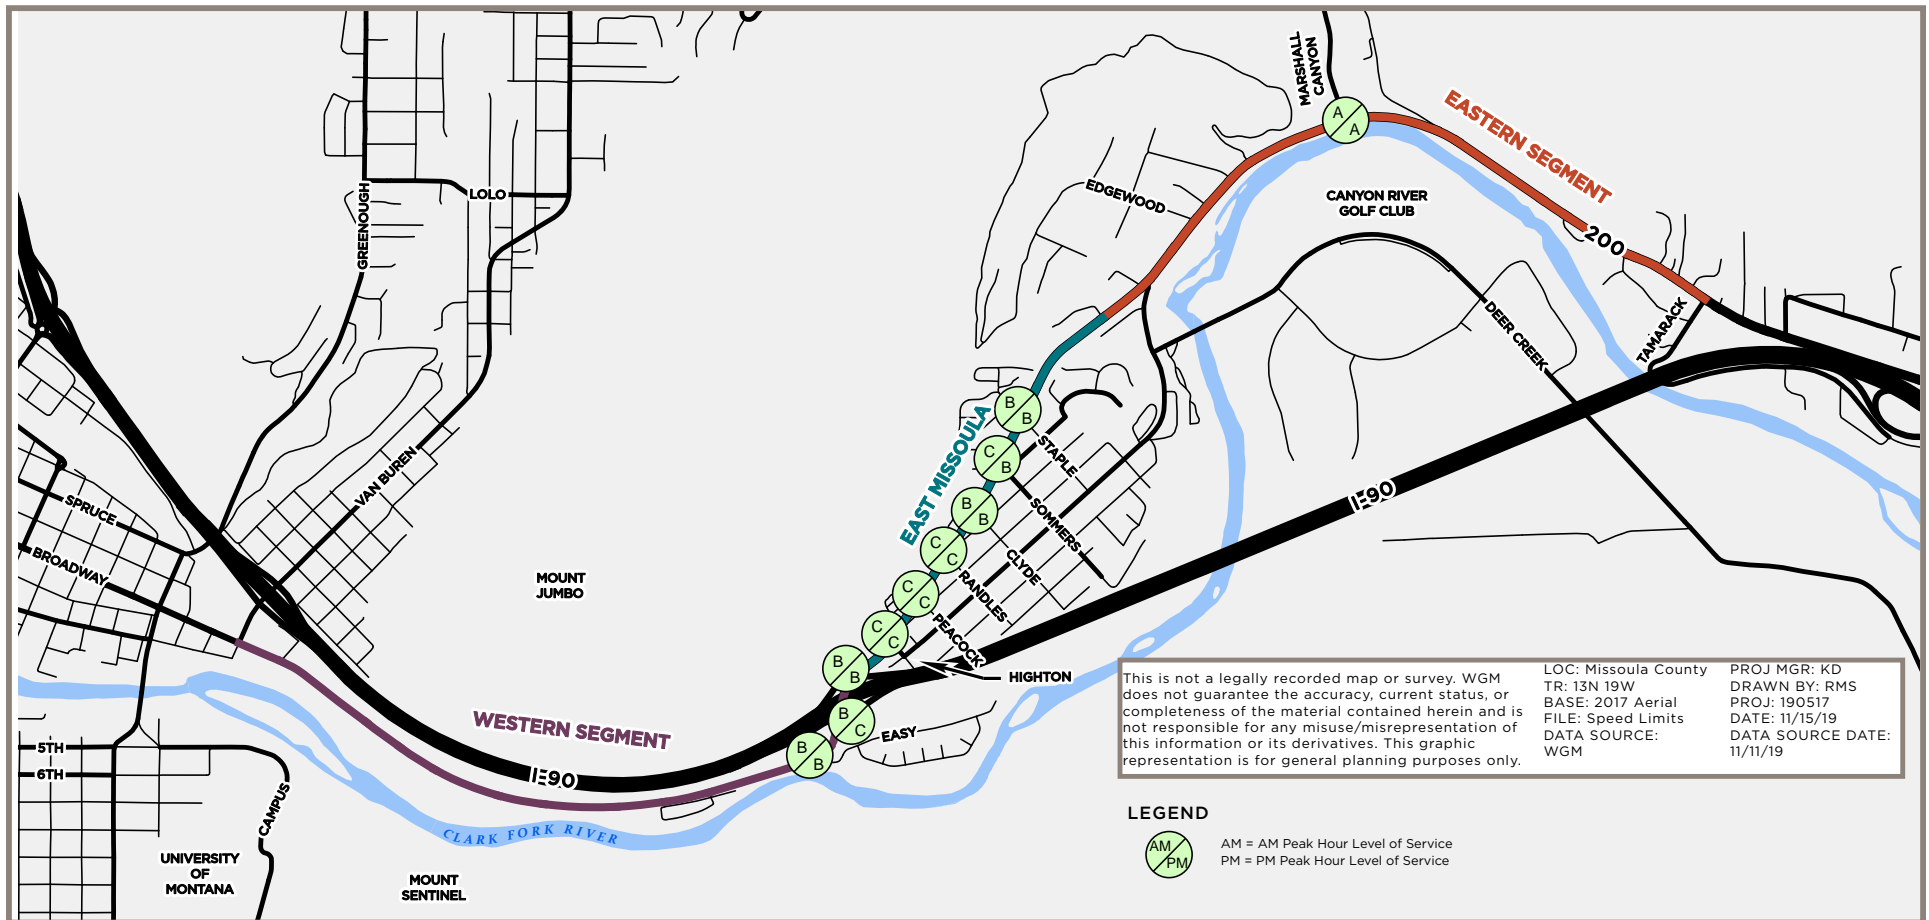 MARSHALL
CANYON
A
A
EASTERN SEGMENT
EDGEWOOD
CANYON RIVER
GOLF CLUB
GREENOUGH
LOLO
200
DEER CREEK
TAMARACK
B
B
EAST MISSOULA
STAPLE
C
B
VAN BUREN
I-90
B
B
SOMMERS
SPRUCE
C
C
CLYDE
BROADWAY
MOUNT
JUMBO
RANDLES
C
C
PEACOCK
C
C
B
B
HIGHTON
B
C
WESTERN SEGMENT
EASY
B
B
5TH
6TH
I-90
CAMPUS
CLARK FORK RIVER
UNIVERSITY
OF
MONTANA
MOUNT
SENTINEL
This is not a legally recorded map or survey. WGM
does not guarantee the accuracy, current status, or
completeness of the material contained herein and is
not responsible for any misuse/misrepresentation of
this information or its derivatives. This graphic
representation is for general planning purposes only.
LOC: Missoula County
TR: 13N 19W
BASE: 2017 Aerial
FILE: Speed Limits
DATA SOURCE:
WGM
PROJ MGR: KD
DRAWN BY: RMS
PROJ: 190517
DATE: 11/15/19
DATA SOURCE DATE:
11/11/19
LEGEND
AM
PM
AM = AM Peak Hour Level of Service
PM = PM Peak Hour Level of Service